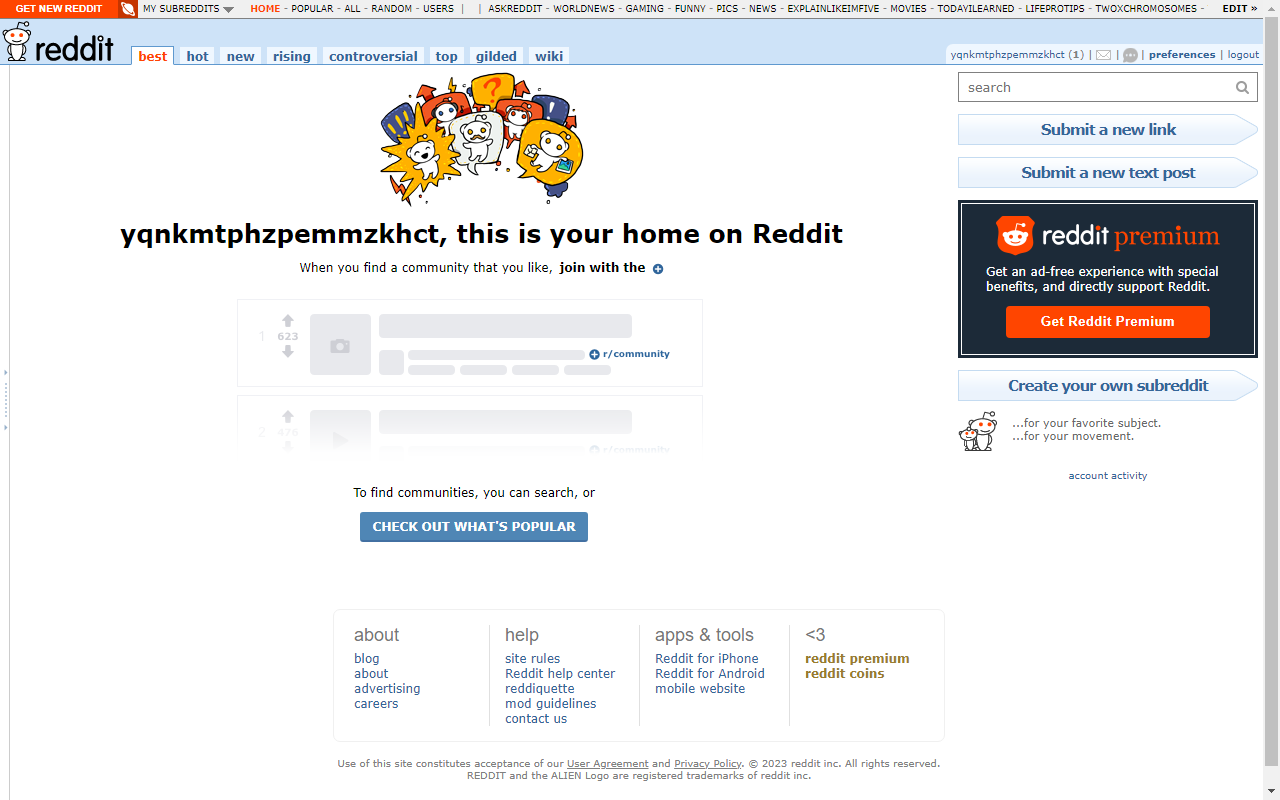 GET NEW REDDIT MY SUBREDDITS HOME - POPULAR - ALL - RANDOM - USERS | | ASKREDDIT - WORLDNEWS - GAMING - FUNNY - PICS - NEWS - EXPLAINLIKEIMFIVE - MOVIES - TODAYILEARNED - LIFEPROTIPS - TWOXCHROMOSOMES - EDIT »
reddit best hot new rising controversial top gilded wiki
yqnkmtphzpemmzkhct (1) | | | preferences | logout
search
Submit a new link
Submit a new text post
reddit premium
Get an ad-free experience with special
benefits, and directly support Reddit.
Get Reddit Premium
Create your own subreddit
...for your favorite subject.
...for your movement.
account activity
yqnkmtphzpemmzkhct, this is your home on Reddit
When you find a community that you like, join with the
1 623
r/community
2 476
r/community
To find communities, you can search, or
CHECK OUT WHAT'S POPULAR
about
blog
about
advertising
careers
help
site rules
Reddit help center
reddiquette
mod guidelines
contact us
apps & tools
Reddit for iPhone
Reddit for Android
mobile website
<3
reddit premium
reddit coins
Use of this site constitutes acceptance of our User Agreement and Privacy Policy. © 2023 reddit inc. All rights reserved.
REDDIT and the ALIEN Logo are registered trademarks of reddit inc.